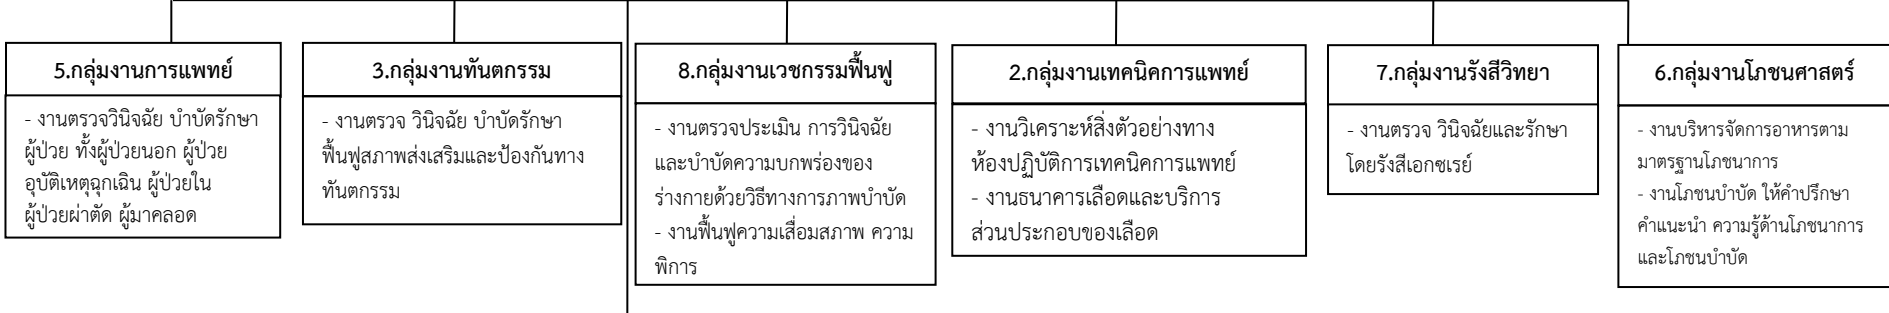 5.กลุ่มงานการแพทย์
- งานตรวจวินิจฉัย บำบัดรักษา
ผู้ป่วย ทั้งผู้ป่วยนอก ผู้ป่วย
อุบัติเหตุฉุกเฉิน ผู้ป่วยใน
ผู้ป่วยผ่าตัด ผู้มาคลอด
3.กลุ่มงานทันตกรรม
- งานตรวจ วินิจฉัย บำบัดรักษา
ฟื้นฟูสภาพส่งเสริมและป้องกันทาง
ทันตกรรม
8.กลุ่มงานเวชกรรมฟื้นฟู
- งานตรวจประเมิน การวินิจฉัย
และบำบัดความบกพร่องของ
ร่างกายด้วยวิธีทางการภาพบำบัด
- งานฟื้นฟูความเสื่อมสภาพ ความ
พิการ
2.กลุ่มงานเทคนิคการแพทย์
- งานวิเคราะห์สิ่งตัวอย่างทาง
ห้องปฏิบัติการเทคนิคการแพทย์
- งานธนาคารเลือดและบริการ
ส่วนประกอบของเลือด
7.กลุ่มงานรังสีวิทยา
- งานตรวจ วินิจฉัยและรักษา
โดยรังสีเอกซเรย์
6.กลุ่มงานโภชนศาสตร์
- งานบริหารจัดการอาหารตาม
มาตรฐานโภชนาการ
- งานโภชนบำบัด ให้คำปรึกษา
คำแนะนำ ความรู้ด้านโภชนาการ
และโภชนบำบัด